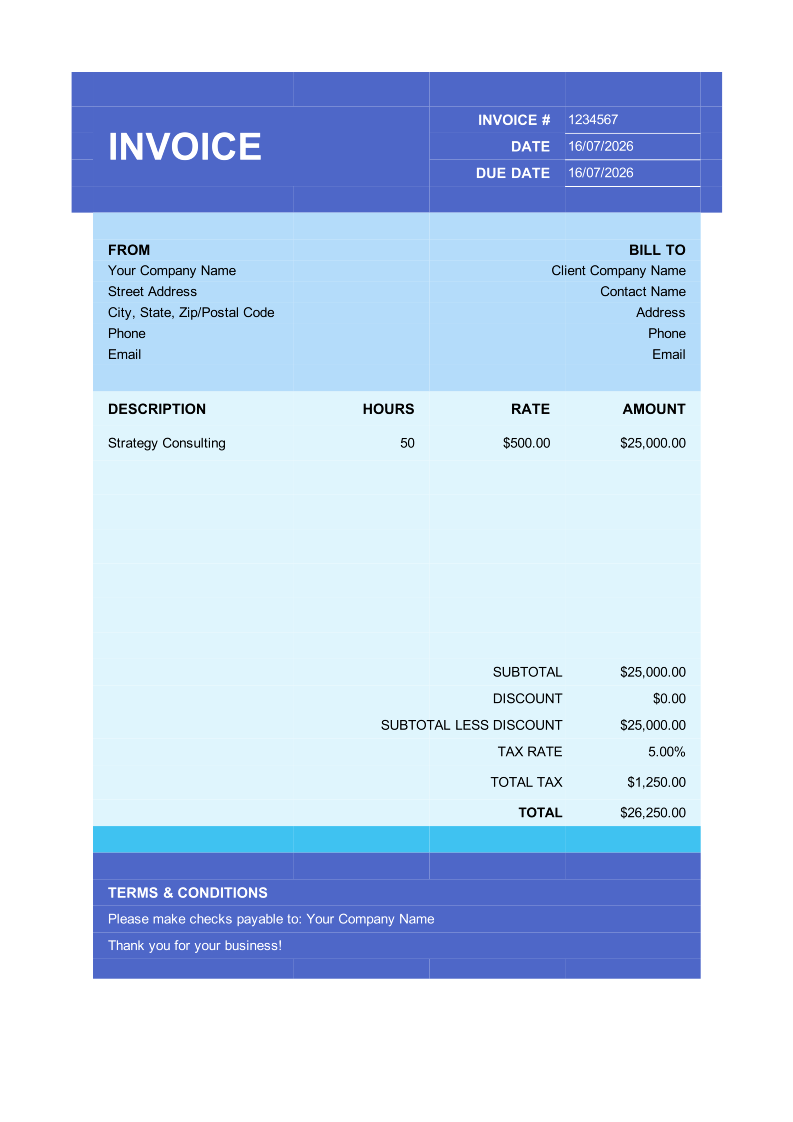 INVOICE
INVOICE # 1234567
DATE 16/07/2026
DUE DATE 16/07/2026
FROM BILL TO
Your Company Name Client Company Name
Street Address Contact Name
City, State, Zip/Postal Code Address
Phone Phone
Email Email
DESCRIPTION HOURS RATE AMOUNT
Strategy Consulting 50 $500.00 $25,000.00
SUBTOTAL $25,000.00
DISCOUNT $0.00
SUBTOTAL LESS DISCOUNT $25,000.00
TAX RATE 5.00%
TOTAL TAX $1,250.00
TOTAL $26,250.00
TERMS & CONDITIONS
Please make checks payable to: Your Company Name
Thank you for your business!